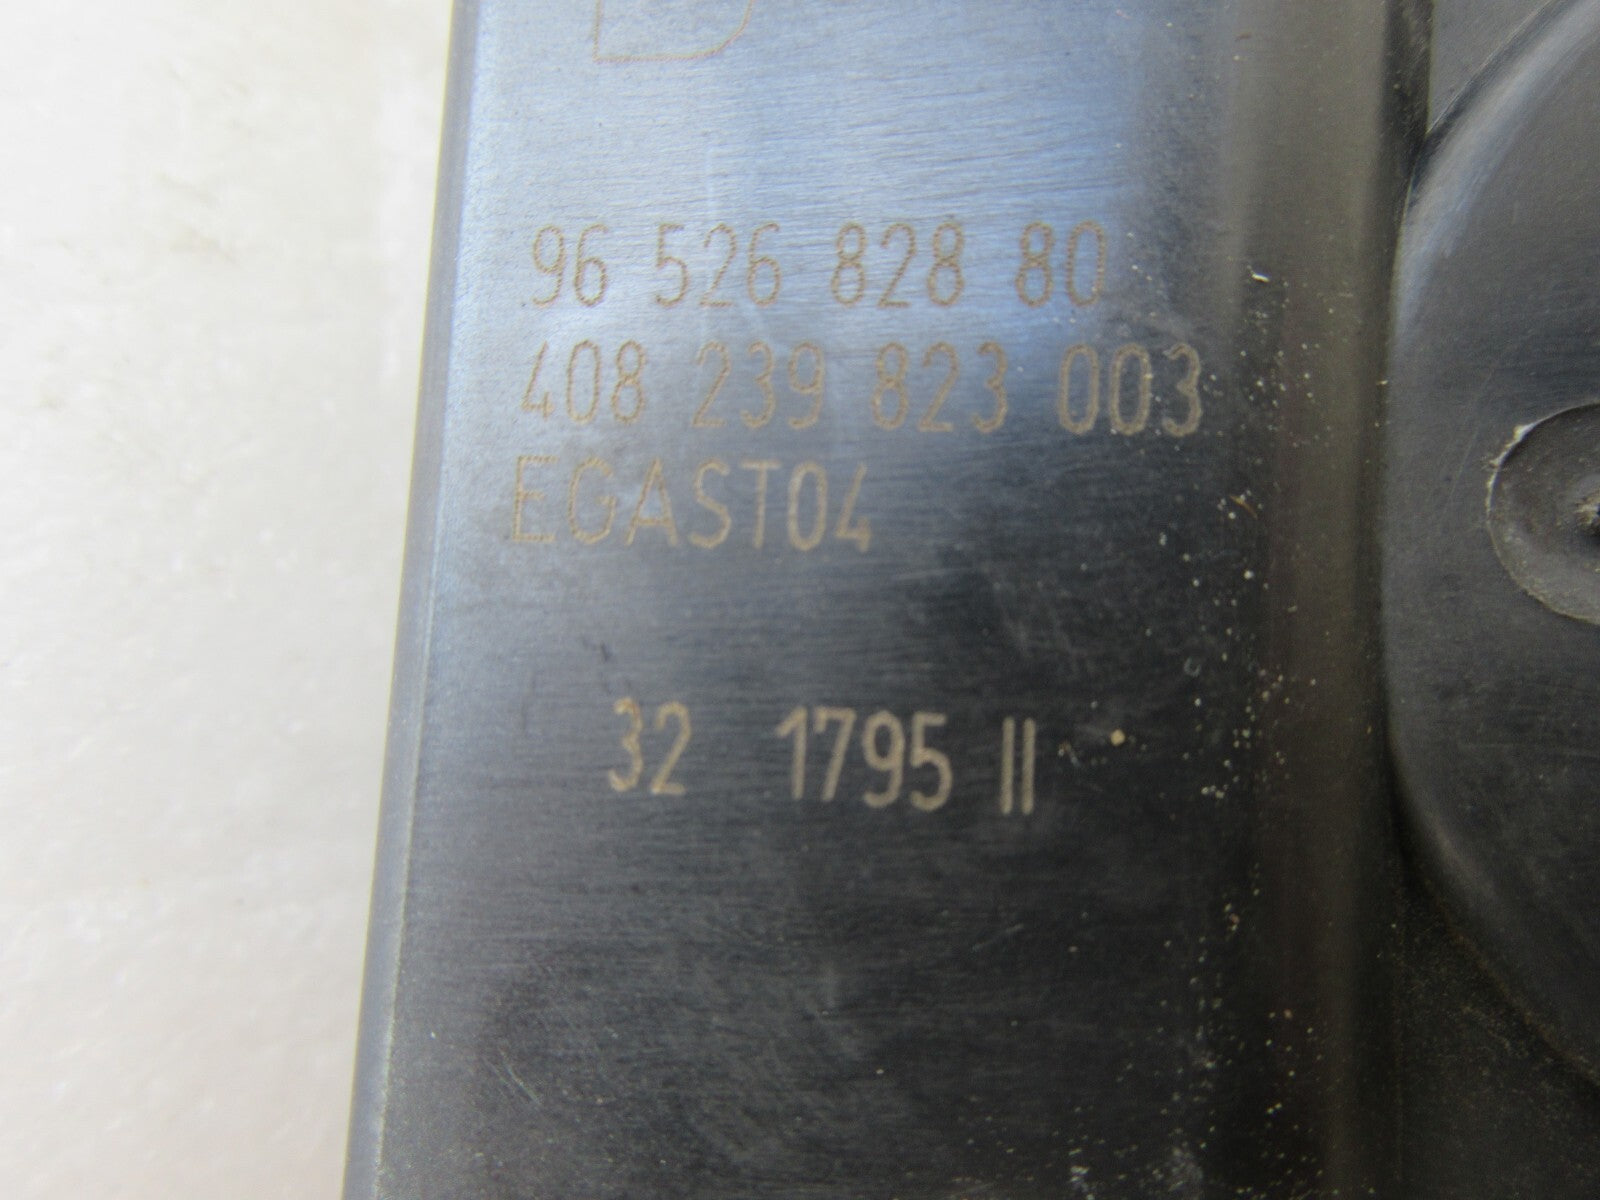 96 526 828 80
408 239 823 003
EGAST04
32 1795 II